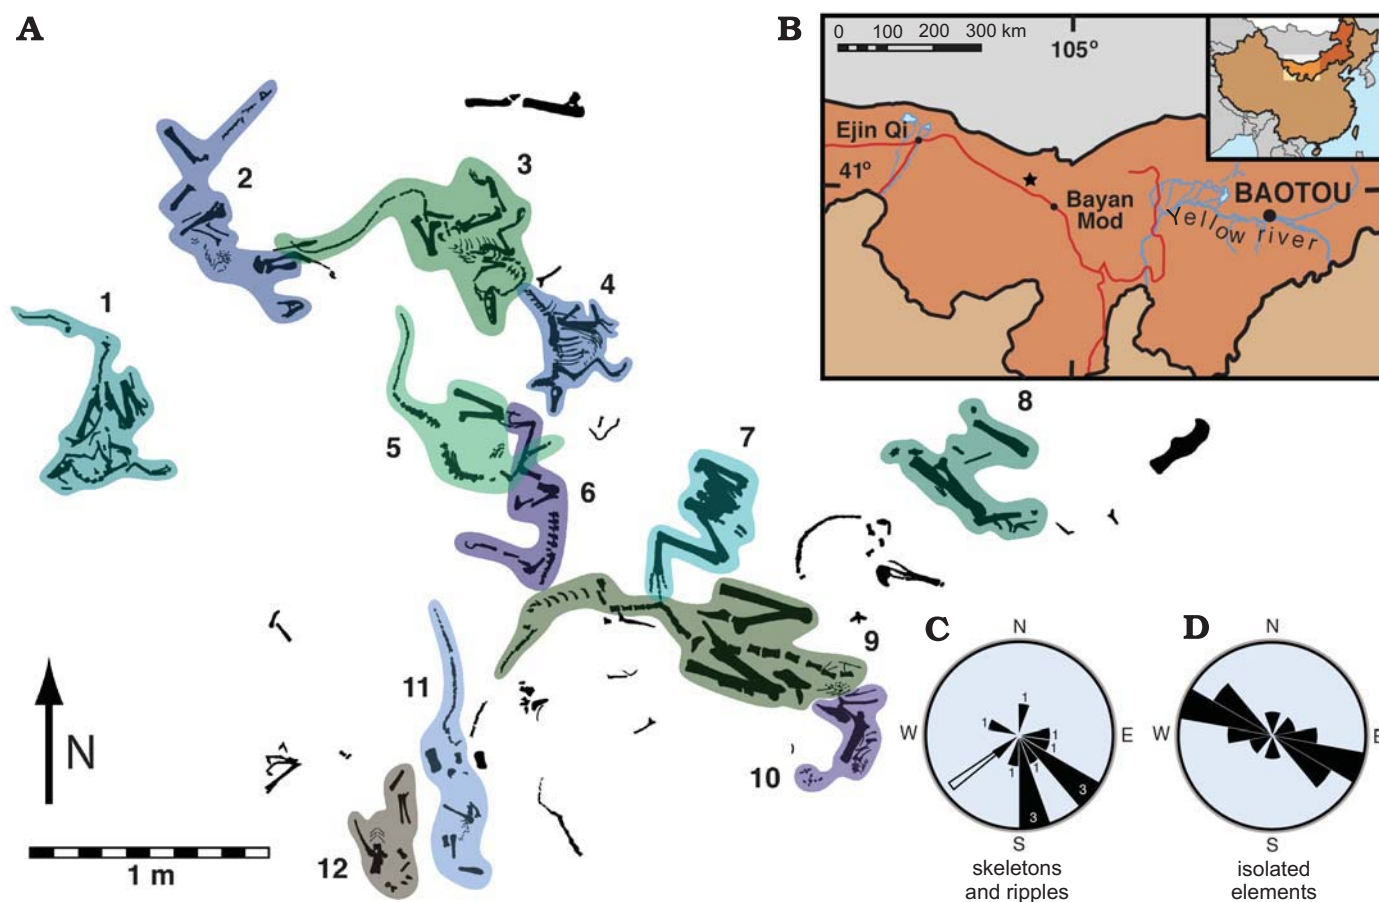 A
1
2
3
4
5
6
7
8
9
10
11
12
N
1 m
B
0 100 200 300 km
105°
41°
Ejin Qi
Bayan
Mod
BAOTOU
Yellow river
C
N
W
E
S
1
1
1
1
1
1
3
3
skeletons
and ripples
D
N
W
E
S
isolated
elements